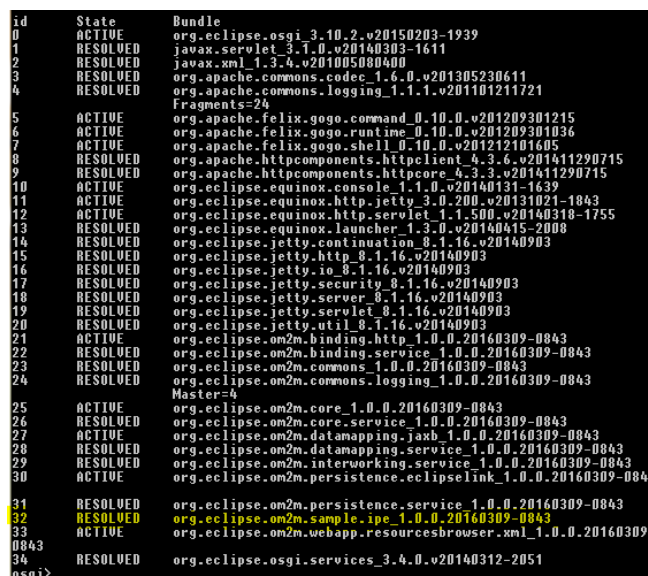 id State Bundle
0 ACTIVE org.eclipse.osgi_3.10.2.v20150203-1939
1 RESOLVED javax.servlet_3.1.0.v20140303-1611
2 RESOLVED javax.xml_1.3.4.v201005080400
3 RESOLVED org.apache.commons.codec_1.6.0.v201305230611
4 RESOLVED org.apache.commons.logging_1.1.1.v201101211721
Fragments=24
5 ACTIVE org.apache.felix.gogo.command_0.10.0.v201209301215
6 ACTIVE org.apache.felix.gogo.runtime_0.10.0.v201209301036
7 ACTIVE org.apache.felix.gogo.shell_0.10.0.v201212101605
8 RESOLVED org.apache.httpcomponents.httpclient_4.3.6.v201411290715
9 RESOLVED org.apache.httpcomponents.httpcore_4.3.3.v201411290715
10 ACTIVE org.eclipse.equinox.console_1.1.0.v20140131-1639
11 ACTIVE org.eclipse.equinox.http.jetty_3.0.200.v20131021-1843
12 ACTIVE org.eclipse.equinox.http.servlet_1.1.500.v20140318-1755
13 RESOLVED org.eclipse.equinox.launcher_1.3.0.v20140415-2008
14 RESOLVED org.eclipse.jetty.continuation_8.1.16.v20140903
15 RESOLVED org.eclipse.jetty.http_8.1.16.v20140903
16 RESOLVED org.eclipse.jetty.io_8.1.16.v20140903
17 RESOLVED org.eclipse.jetty.security_8.1.16.v20140903
18 RESOLVED org.eclipse.jetty.server_8.1.16.v20140903
19 RESOLVED org.eclipse.jetty.servlet_8.1.16.v20140903
20 RESOLVED org.eclipse.jetty.util_8.1.16.v20140903
21 ACTIVE org.eclipse.om2m.binding.http_1.0.0.20160309-0843
22 RESOLVED org.eclipse.om2m.binding.service_1.0.0.20160309-0843
23 RESOLVED org.eclipse.om2m.commons_1.0.0.20160309-0843
24 RESOLVED org.eclipse.om2m.commons.logging_1.0.0.20160309-0843
Master=4
25 ACTIVE org.eclipse.om2m.core_1.0.0.20160309-0843
26 RESOLVED org.eclipse.om2m.core.service_1.0.0.20160309-0843
27 ACTIVE org.eclipse.om2m.datamapping.jaxb_1.0.0.20160309-0843
28 RESOLVED org.eclipse.om2m.datamapping.service_1.0.0.20160309-0843
29 RESOLVED org.eclipse.om2m.interworking.service_1.0.0.20160309-0843
30 ACTIVE org.eclipse.om2m.persistence.eclipselink_1.0.0.20160309-084
31 RESOLVED org.eclipse.om2m.persistence.service_1.0.0.20160309-0843
32 RESOLVED org.eclipse.om2m.sample.ipe_1.0.0.20160309-0843
33 ACTIVE org.eclipse.om2m.webapp.resourcesbrowser.xml_1.0.0.20160309
0843
34 RESOLVED org.eclipse.osgi.services_3.4.0.v20140312-2051
osgi>